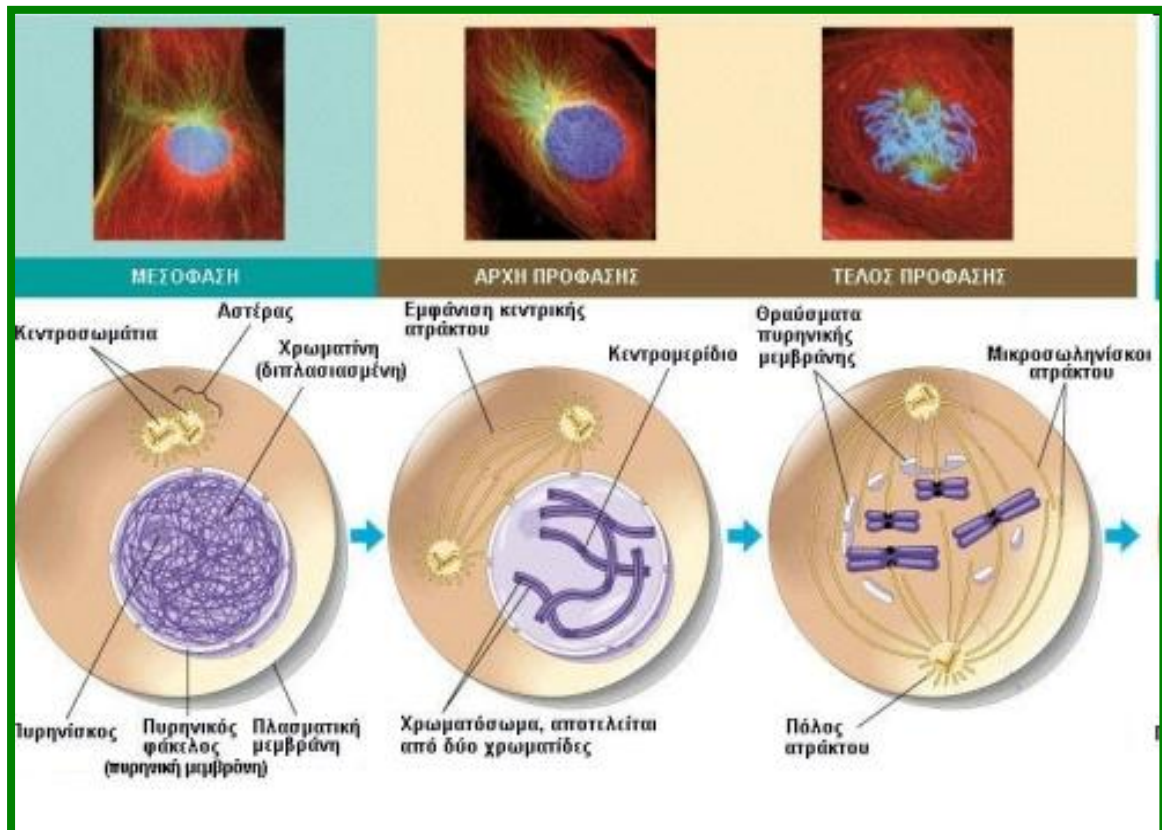 ΜΕΣΟΦΑΣΗ
ΑΡΧΗ ΠΡΟΦΑΣΗΣ
ΤΕΛΟΣ ΠΡΟΦΑΣΗΣ
Αστέρας
Κεντροσωμάτια
Χρωματίνη
(διπλασιασμένη)
Πυρηνικός
φάκελος
(πυρηνική μεμβράνη)
Πλασματική
μεμβράνη
Εμφάνιση κεντρικής
ατράκτου
Κεντρομερίδιο
Χρωματόσωμα, αποτελείται
από δύο χρωματίδες
Θραύσματα
πυρηνικής
μεμβράνης
Μικροσωληνίσκοι
ατράκτου
Πόλος
ατράκτου